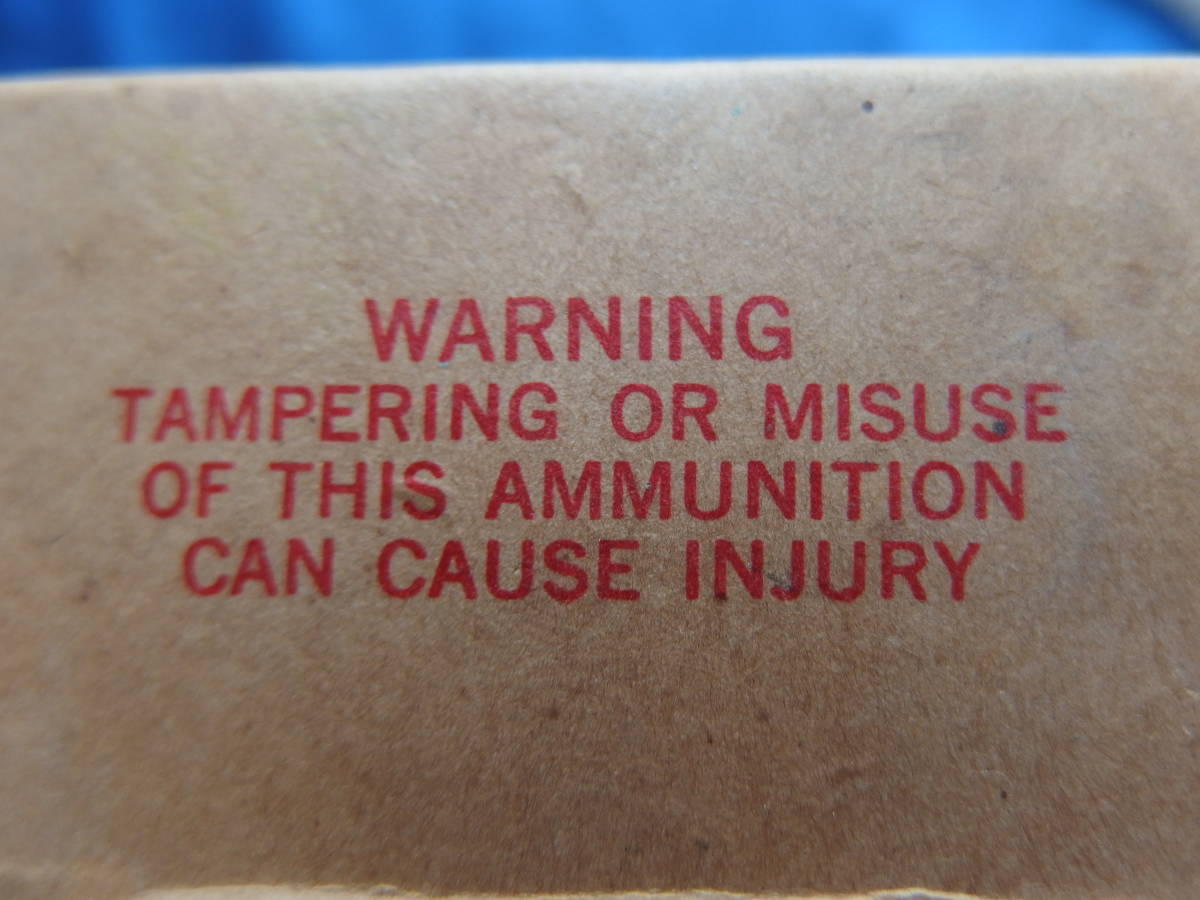 WARNING
TAMPERING OR MISUSE
OF THIS AMMUNITION
CAN CAUSE INJURY